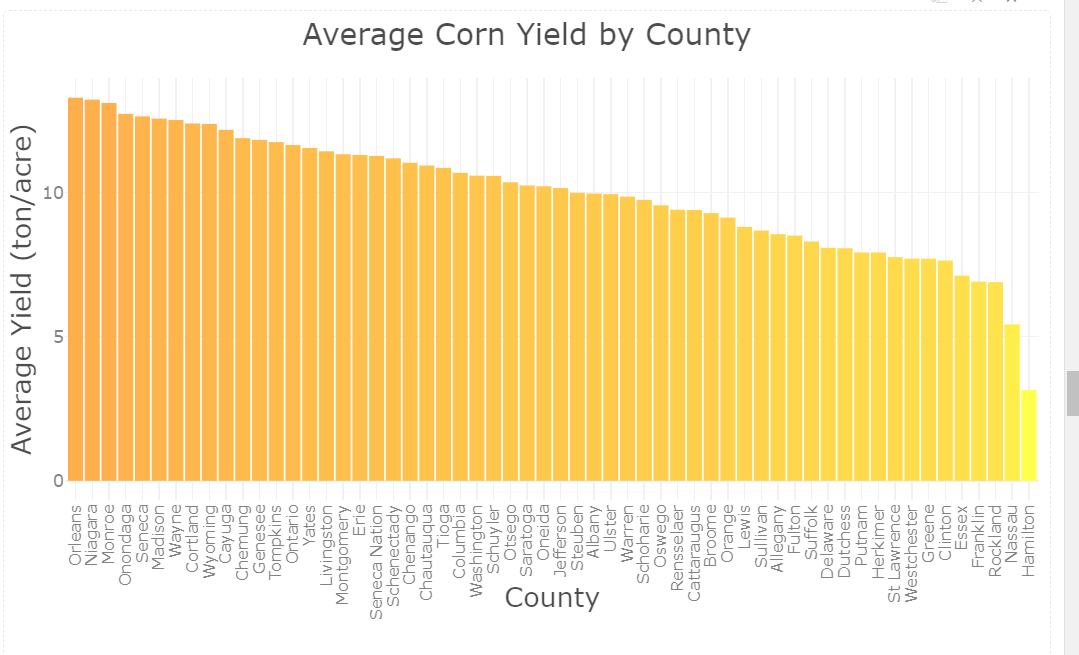 Average Corn Yield by County
Average Yield (ton/acre)
10
5
0
Orleans
Niagara
Monroe
Onondaga
Seneca
Madison
Wayne
Cortland
Wyoming
Cayuga
Chemung
Genesee
Tompkins
Ontario
Yates
Livingston
Montgomery
Erie
Seneca Nation
Schenectady
Chenango
Chautauqua
Tioga
Columbia
Washington
Schuyler
Otsego
Saratoga
Oneida
Jefferson
Steuben
Albany
Ulster
Warren
Schoharie
Oswego
Rensselaer
Cattaraugus
Broome
Orange
Lewis
Sullivan
Allegany
Fulton
Suffolk
Delaware
Dutchess
Putnam
Herkimer
St Lawrence
Westchester
Greene
Clinton
Essex
Franklin
Rockland
Nassau
Hamilton
County